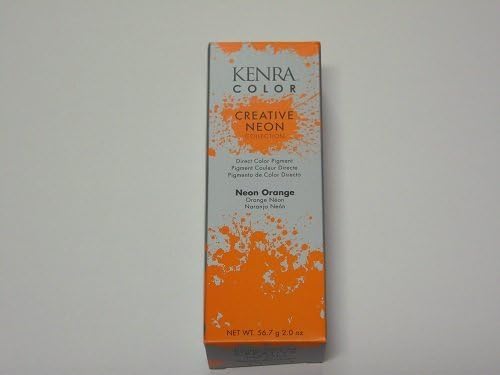 KENRA
COLOR
CREATIVE
NEON
COLLECTION
Direct Color Pigment
Pigment Couleur Directe
Pigmento de Color Directo
Neon Orange
Orange Néon
Naranja Neón
NET WT. 56.7 g 2.0 oz